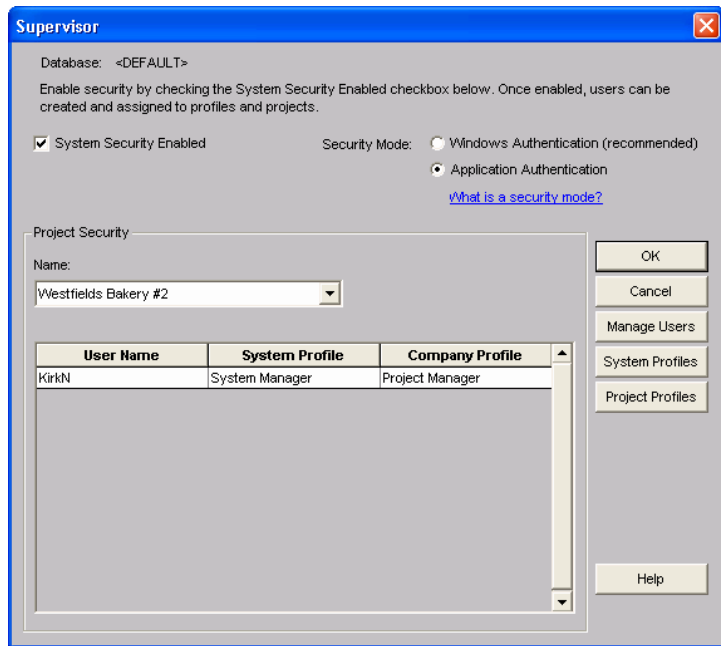 Supervisor
Database: <DEFAULT>
Enable security by checking the System Security Enabled checkbox below. Once enabled, users can be
created and assigned to profiles and projects.
System Security Enabled
Security Mode:
Windows Authentication (recommended)
Application Authentication
What is a security mode?
Project Security
Name:
Westfields Bakery #2
User Name System Profile Company Profile
KirkN System Manager Project Manager
OK
Cancel
Manage Users
System Profiles
Project Profiles
Help